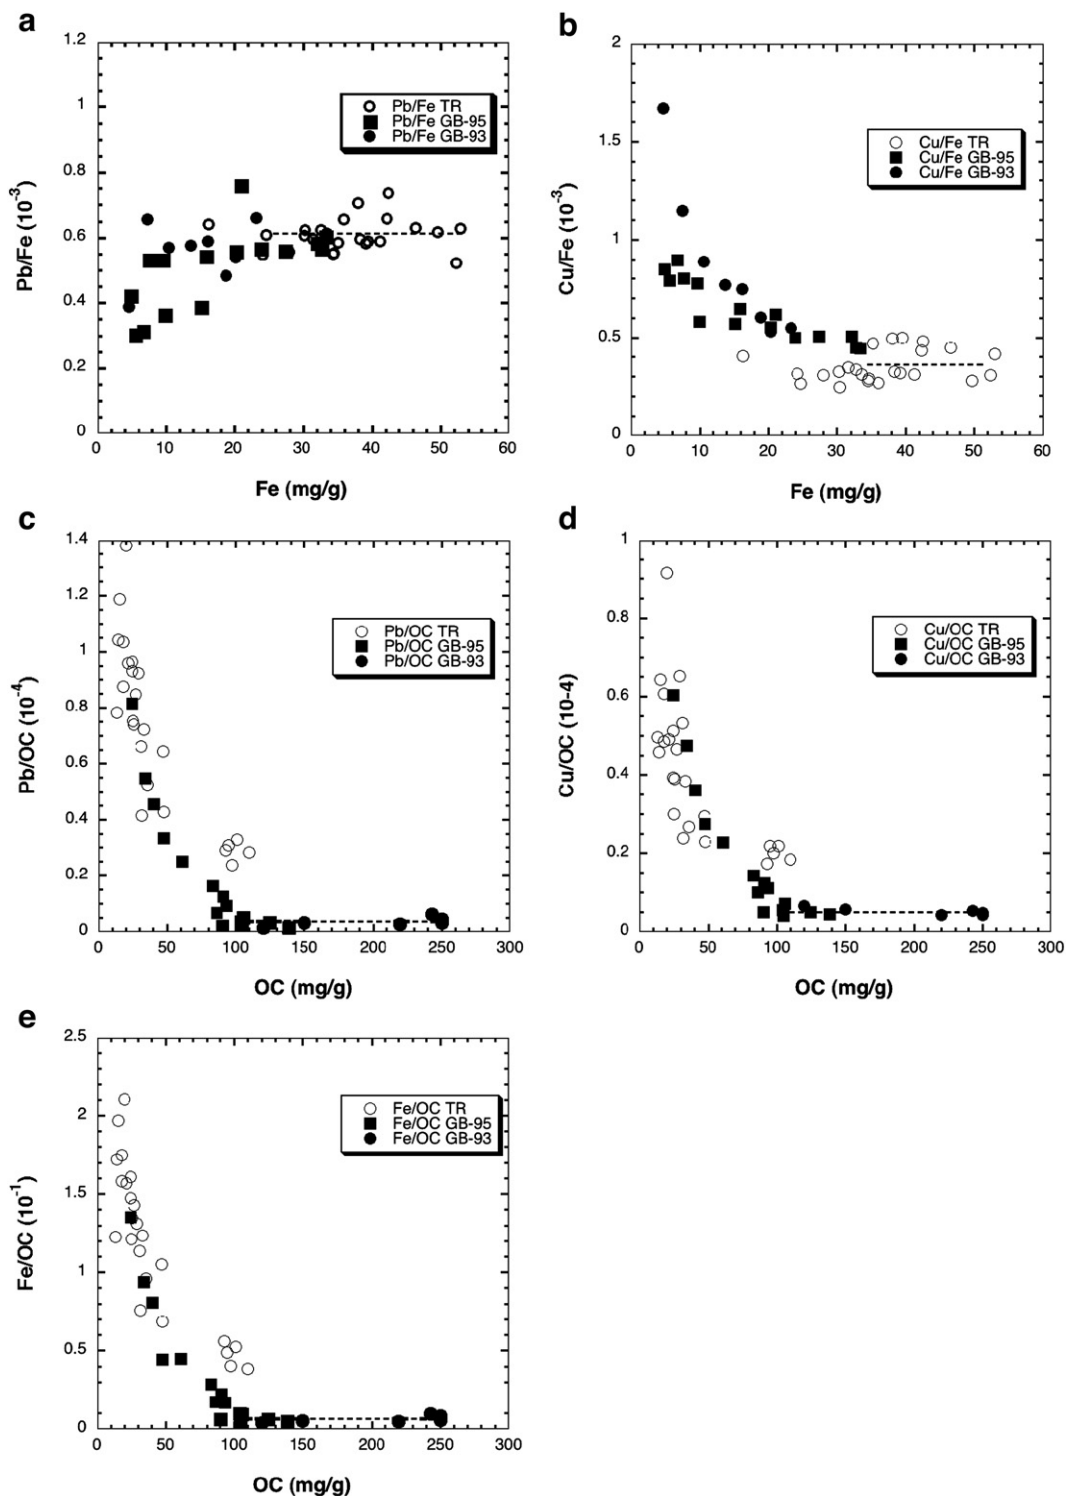 a
1.2
1
0.8
0.6
0.4
0.2
0
Pb/Fe (10⁻³)
Pb/Fe TR
Pb/Fe GB-95
Pb/Fe GB-93
0 10 20 30 40 50 60
Fe (mg/g)
b
2
1.5
1
0.5
0
Cu/Fe (10⁻³)
Cu/Fe TR
Cu/Fe GB-95
Cu/Fe GB-93
0 10 20 30 40 50 60
Fe (mg/g)
c
1.4
1.2
1
0.8
0.6
0.4
0.2
0
Pb/OC (10⁻⁴)
Pb/OC TR
Pb/OC GB-95
Pb/OC GB-93
0 50 100 150 200 250 300
OC (mg/g)
d
1
0.8
0.6
0.4
0.2
0
Cu/OC (10-4)
Cu/OC TR
Cu/OC GB-95
Cu/OC GB-93
0 50 100 150 200 250 300
OC (mg/g)
e
2.5
2
1.5
1
0.5
0
Fe/OC (10⁻¹)
Fe/OC TR
Fe/OC GB-95
Fe/OC GB-93
0 50 100 150 200 250 300
OC (mg/g)